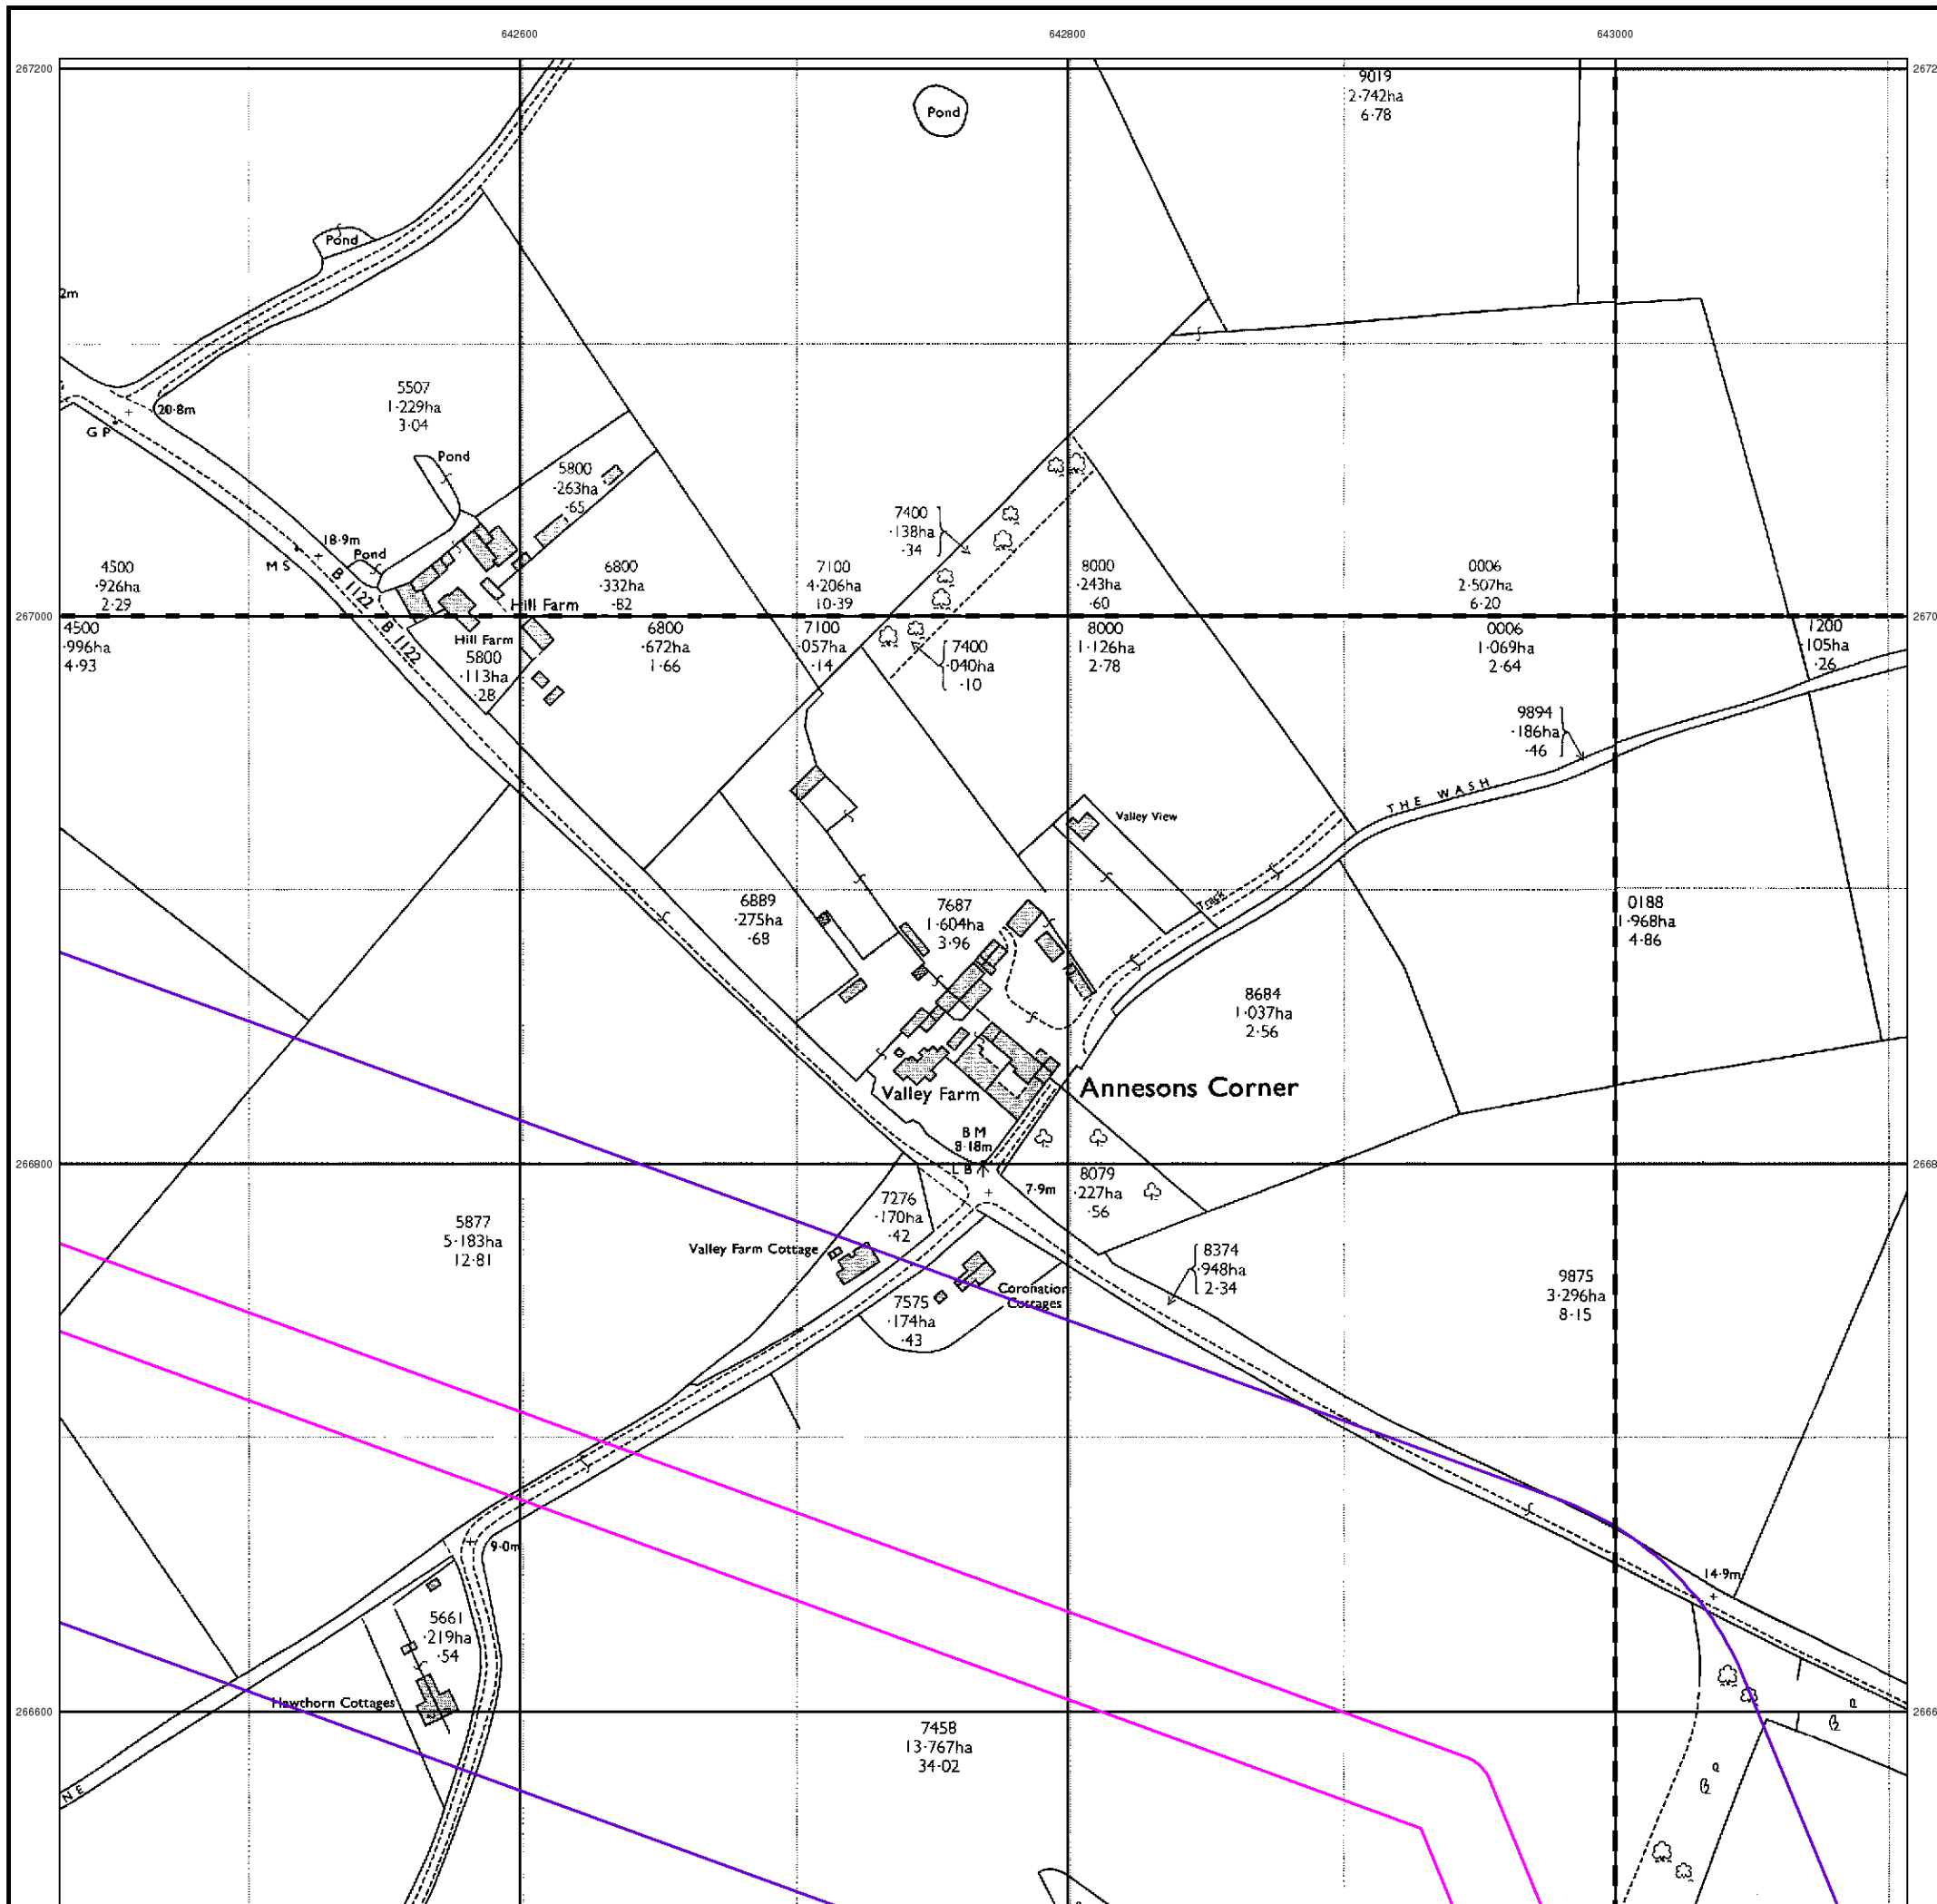 642600
642800
643000
267200
9019
2·742ha
6·78
Pond
Pond
2m
5507
1·229ha
3·04
20·8m
G P
Pond
5800
·263ha
·65
7400
·138ha
·34
18·9m
Pond
M S
B 1122
4500
·926ha
2·29
6800
·332ha
·82
7100
4·206ha
10·39
8000
·243ha
·60
0006
2·507ha
6·20
Hill Farm
267000
4500
·996ha
4·93
B 1122
Hill Farm
5800
·113ha
·28
6800
·672ha
1·66
7100
·057ha
·14
7400
·040ha
·10
8000
1·126ha
2·78
0006
1·069ha
2·64
1200
·105ha
·26
9894
·186ha
·46
THE WASH
Valley View
Track
6889
·275ha
·68
7687
1·604ha
3·96
0188
1·968ha
4·86
8684
1·037ha
2·56
Valley Farm
Annesons Corner
B M
8·18m
L B
266800
7·9m
8079
·227ha
·56
7276
·170ha
·42
5877
5·183ha
12·81
Valley Farm Cottage
8374
·948ha
2·34
9875
3·296ha
8·15
Coronation
Cottages
7575
·174ha
·43
9·0m
14·9m
5661
·219ha
·54
Hawthorn Cottages
266600
7458
13·767ha
34·02
NE